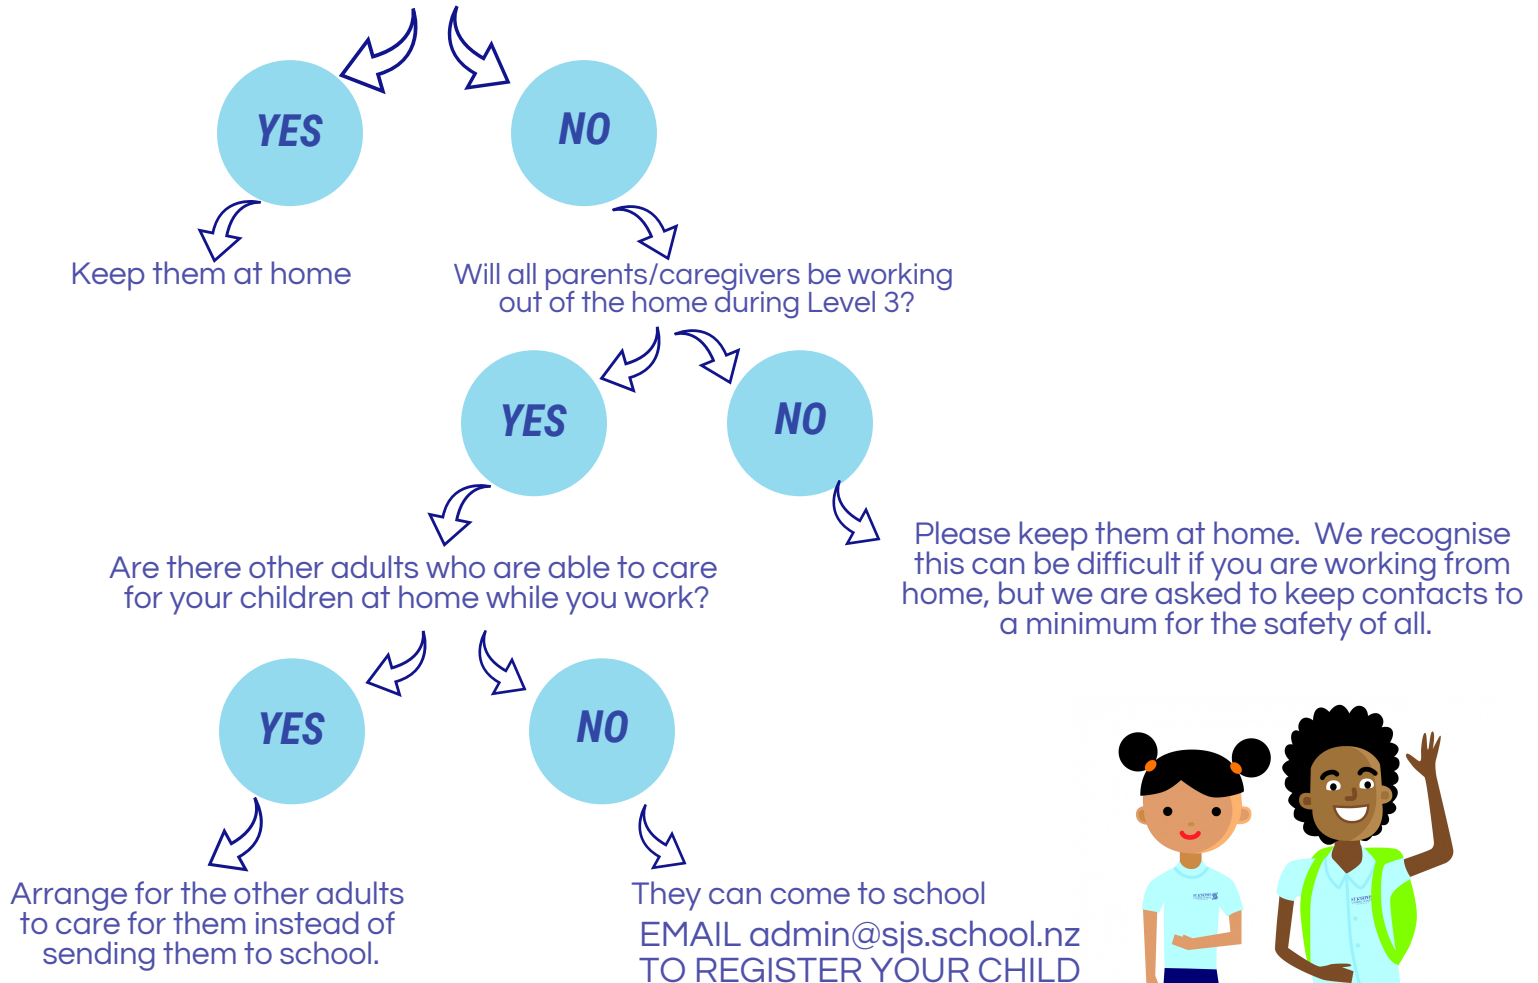 YES
NO
Keep them at home
Will all parents/caregivers be working
out of the home during Level 3?
YES
NO
Please keep them at home.  We recognise
this can be difficult if you are working from
home, but we are asked to keep contacts to
a minimum for the safety of all.
Are there other adults who are able to care
for your children at home while you work?
YES
NO
Arrange for the other adults
to care for them instead of
sending them to school.
They can come to school
EMAIL admin@sjs.school.nz
TO REGISTER YOUR CHILD